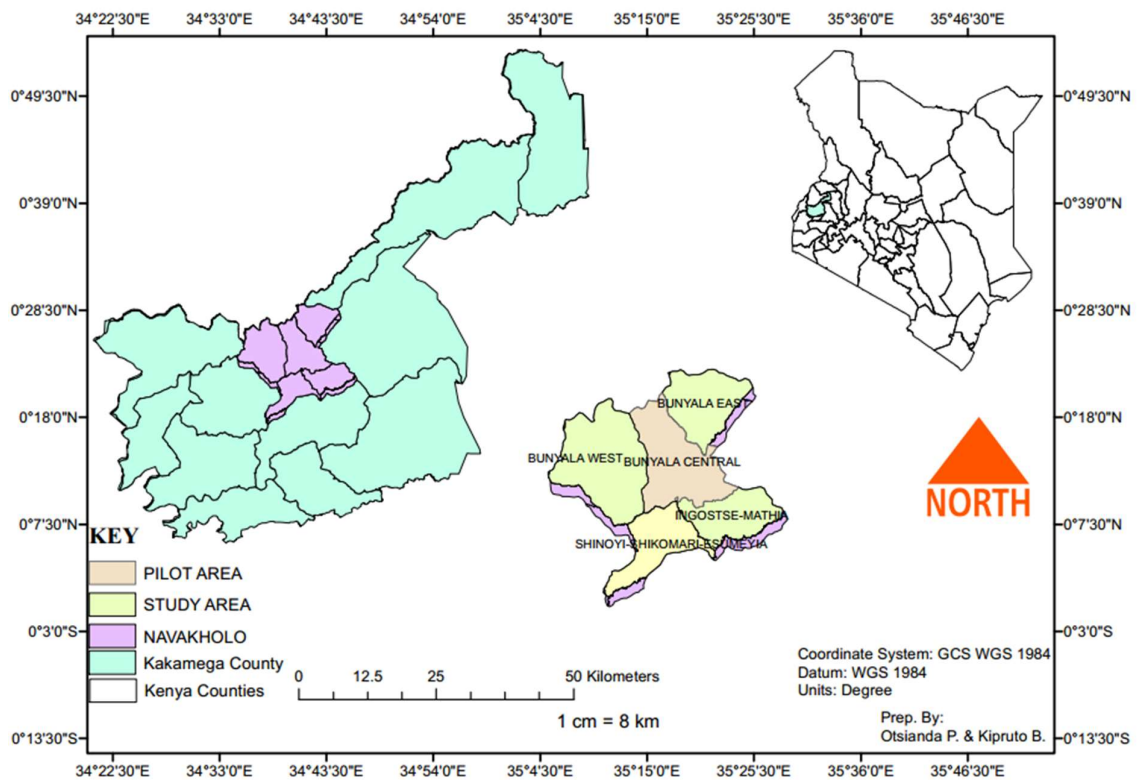 34°22'30"E 34°33'0"E 34°43'30"E 34°54'0"E 35°4'30"E 35°15'0"E 35°25'30"E 35°36'0"E 35°46'30"E
0°49'30"N 0°49'30"N
0°39'0"N 0°39'0"N
0°28'30"N 0°28'30"N
0°18'0"N 0°18'0"N
0°7'30"N 0°7'30"N
0°3'0"S 0°3'0"S
0°13'30"S 0°13'30"S
BUNYALA EAST
BUNYALA WEST
BUNYALA CENTRAL
INGOSTSE-MATHIA
SHINOYI-SHIKOMARI-ESUMEYIA
NORTH
KEY
PILOT AREA
STUDY AREA
NAVAKHOLO
Kakamega County
Kenya Counties
0 12.5 25 50 Kilometers
1 cm = 8 km
Coordinate System: GCS WGS 1984
Datum: WGS 1984
Units: Degree
Prep. By:
Otsianda P. & Kipruto B.
34°22'30"E 34°33'0"E 34°43'30"E 34°54'0"E 35°4'30"E 35°15'0"E 35°25'30"E 35°36'0"E 35°46'30"E